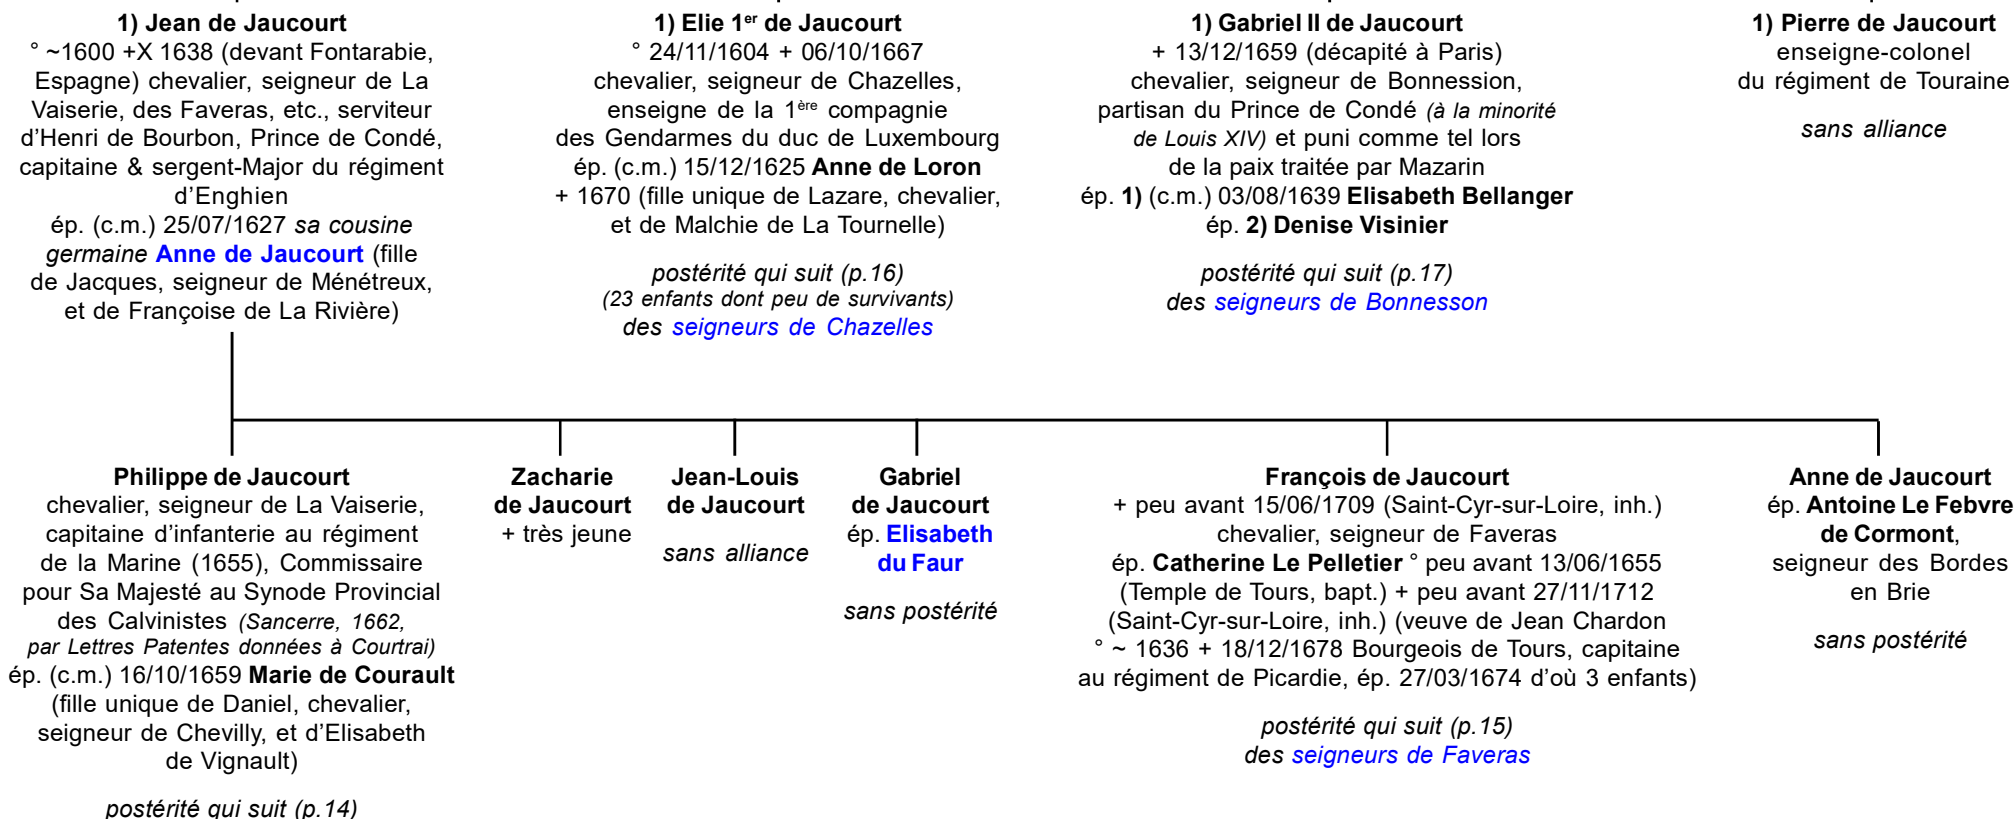 1) Jean de Jaucourt
° ~1600 +X 1638 (devant Fontarabie,
Espagne) chevalier, seigneur de La
Vaiserie, des Faveras, etc., serviteur
d’Henri de Bourbon, Prince de Condé,
capitaine & sergent-Major du régiment
d’Enghien
ép. (c.m.) 25/07/1627 sa cousine
germaine Anne de Jaucourt (fille
de Jacques, seigneur de Ménétreux,
et de Françoise de La Rivière)
1) Elie 1er de Jaucourt
° 24/11/1604 + 06/10/1667
chevalier, seigneur de Chazelles,
enseigne de la 1ère compagnie
des Gendarmes du duc de Luxembourg
ép. (c.m.) 15/12/1625 Anne de Loron
+ 1670 (fille unique de Lazare, chevalier,
et de Malchie de La Tournelle)
postérité qui suit (p.16)
(23 enfants dont peu de survivants)
des seigneurs de Chazelles
1) Gabriel II de Jaucourt
+ 13/12/1659 (décapité à Paris)
chevalier, seigneur de Bonnession,
partisan du Prince de Condé (à la minorité
de Louis XIV) et puni comme tel lors
de la paix traitée par Mazarin
ép. 1) (c.m.) 03/08/1639 Elisabeth Bellanger
ép. 2) Denise Visinier
postérité qui suit (p.17)
des seigneurs de Bonnesson
1) Pierre de Jaucourt
enseigne-colonel
du régiment de Touraine
sans alliance
Philippe de Jaucourt
chevalier, seigneur de La Vaiserie,
capitaine d’infanterie au régiment
de la Marine (1655), Commissaire
pour Sa Majesté au Synode Provincial
des Calvinistes (Sancerre, 1662,
par Lettres Patentes données à Courtrai)
ép. (c.m.) 16/10/1659 Marie de Courault
(fille unique de Daniel, chevalier,
seigneur de Chevilly, et d’Elisabeth
de Vignault)
postérité qui suit (p.14)
Zacharie
de Jaucourt
+ très jeune
Jean-Louis
de Jaucourt
sans alliance
Gabriel
de Jaucourt
ép. Elisabeth
du Faur
sans postérité
François de Jaucourt
+ peu avant 15/06/1709 (Saint-Cyr-sur-Loire, inh.)
chevalier, seigneur de Faveras
ép. Catherine Le Pelletier ° peu avant 13/06/1655
(Temple de Tours, bapt.) + peu avant 27/11/1712
(Saint-Cyr-sur-Loire, inh.) (veuve de Jean Chardon
° ~ 1636 + 18/12/1678 Bourgeois de Tours, capitaine
au régiment de Picardie, ép. 27/03/1674 d’où 3 enfants)
postérité qui suit (p.15)
des seigneurs de Faveras
Anne de Jaucourt
ép. Antoine Le Febvre
de Cormont,
seigneur des Bordes
en Brie
sans postérité